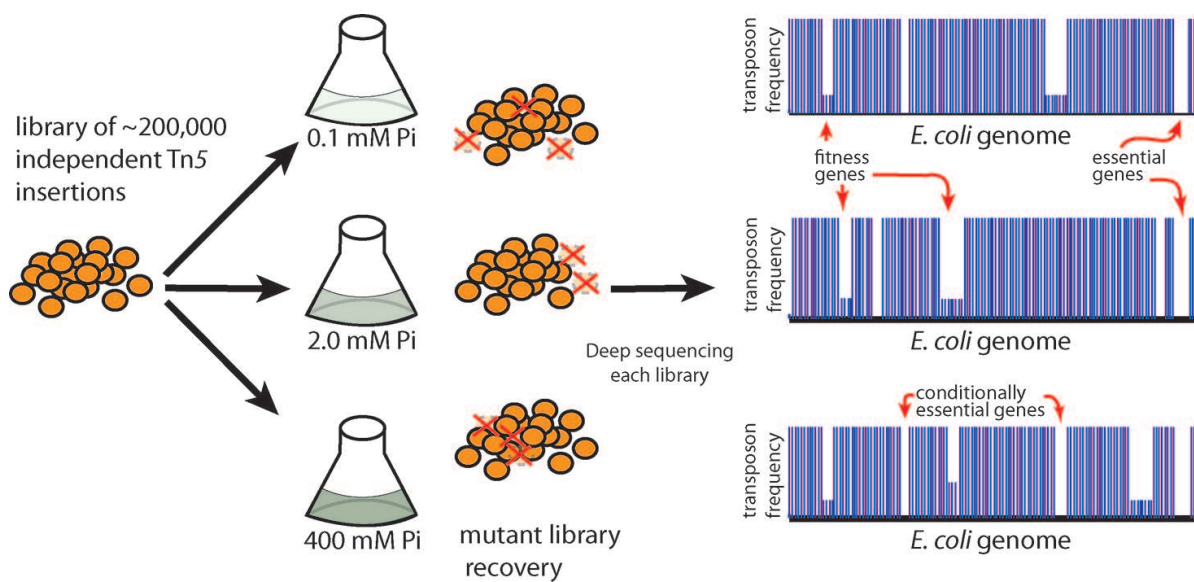 library of ~200,000
independent Tn5
insertions
0.1 mM Pi
2.0 mM Pi
400 mM Pi
mutant library
recovery
Deep sequencing
each library
transposon
frequency
E. coli genome
fitness
genes
essential
genes
transposon
frequency
E. coli genome
conditionally
essential genes
transposon
frequency
E. coli genome